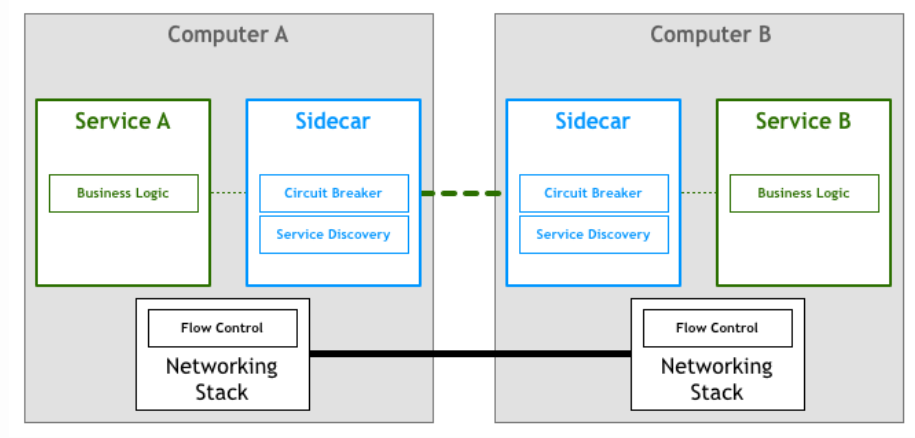 Computer A
Service A
Business Logic
Sidecar
Circuit Breaker
Service Discovery
Flow Control
Networking
Stack
Computer B
Sidecar
Circuit Breaker
Service Discovery
Service B
Business Logic
Flow Control
Networking
Stack